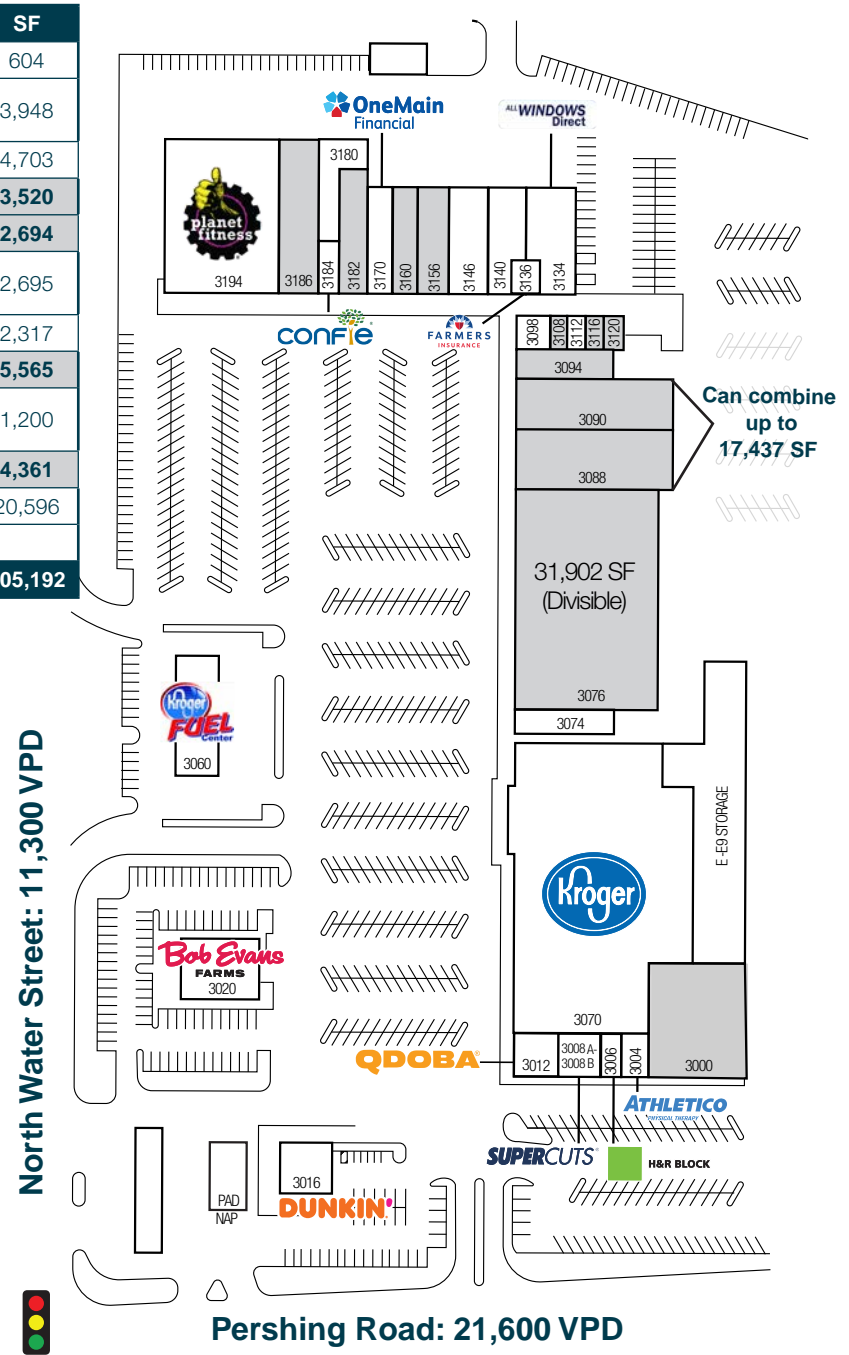 SF
604
3,948
4,703
3,520
2,694
2,695
2,317
5,565
1,200
4,361
20,596
05,192
OneMain
Financial
ALL WINDOWS
Direct
planet
fitness
3194
3186
3180
3184
3182
3170
3160
3156
3146
3140
3136
3134
CONFIE
FARMERS
INSURANCE
3098
3108
3112
3116
3120
3094
3090
3088
Can combine
up to
17,437 SF
31,902 SF
(Divisible)
3076
3074
Kroger
FUEL
Center
3060
North Water Street: 11,300 VPD
E -E9 STORAGE
Kroger
Bob Evans
FARMS
3020
3070
QDOBA
3012
3008 A-
3008 B
3006
3004
3000
ATHLETICO
PHYSICAL THERAPY
SUPERCUTS
H&R BLOCK
3016
DUNKIN'
PAD
NAP
Pershing Road: 21,600 VPD